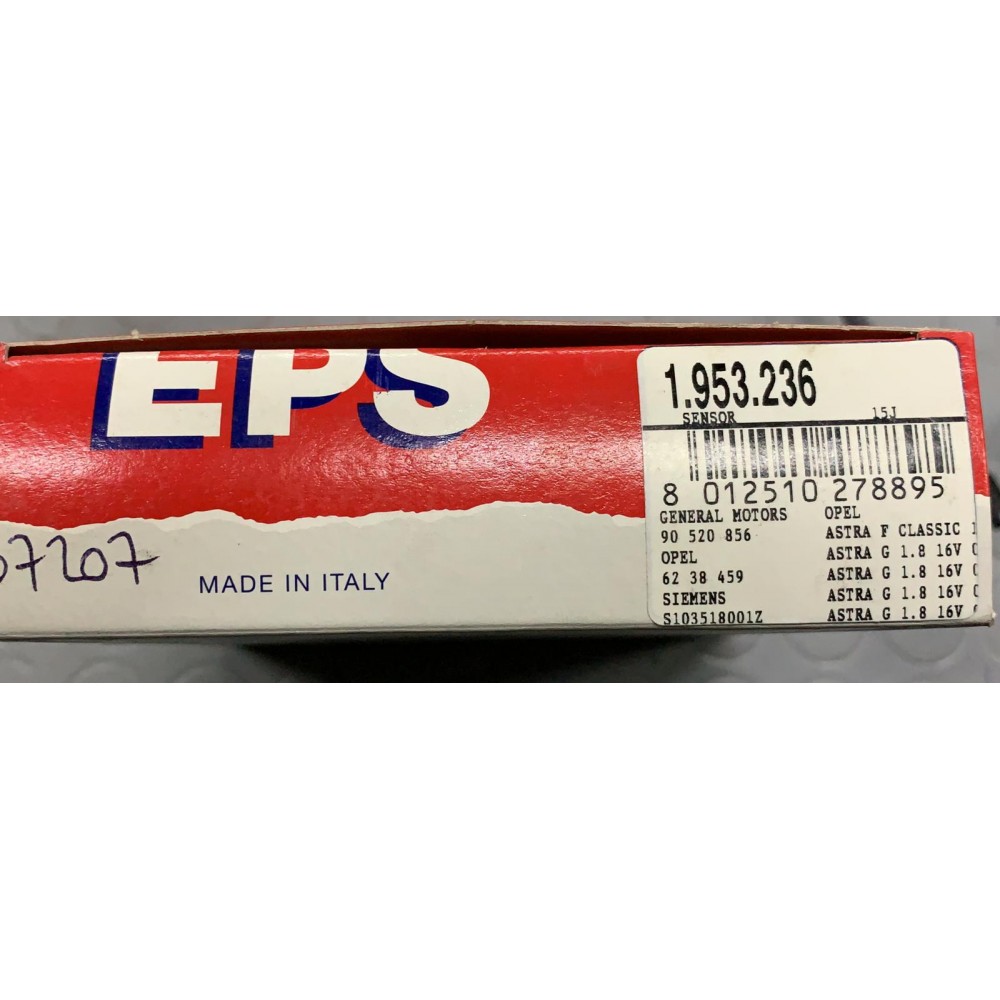 EPS
1.953.236
SENSOR 15J
8 012510 278895
GENERAL MOTORS OPEL
90 520 856 ASTRA F CLASSIC 1
OPEL ASTRA G 1.8 16V
62 38 459 ASTRA G 1.8 16V
SIEMENS ASTRA G 1.8 16V
S103518001Z ASTRA G 1.8 16V
7207
MADE IN ITALY